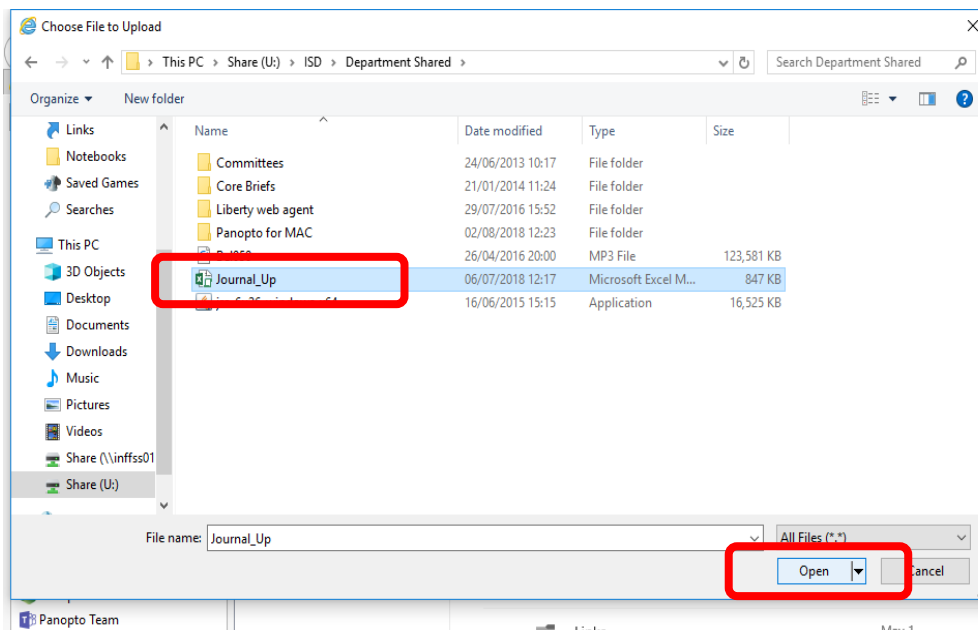 Choose File to Upload
This PC > Share (U:) > ISD > Department Shared >
Search Department Shared
Organize
New folder
Links
Notebooks
Saved Games
Searches
This PC
3D Objects
Desktop
Documents
Downloads
Music
Pictures
Videos
Share (\\inffss01
Share (U:)
Name Date modified Type Size
Committees 24/06/2013 10:17 File folder
Core Briefs 21/01/2014 11:24 File folder
Liberty web agent 29/07/2016 15:52 File folder
Panopto for MAC 02/08/2018 12:23 File folder
26/04/2016 20:00 MP3 File 123,581 KB
Journal_Up 06/07/2018 12:17 Microsoft Excel M... 847 KB
16/06/2015 15:15 Application 16,525 KB
File name: Journal_Up
All Files (*.*)
Open
Cancel
Panopto Team